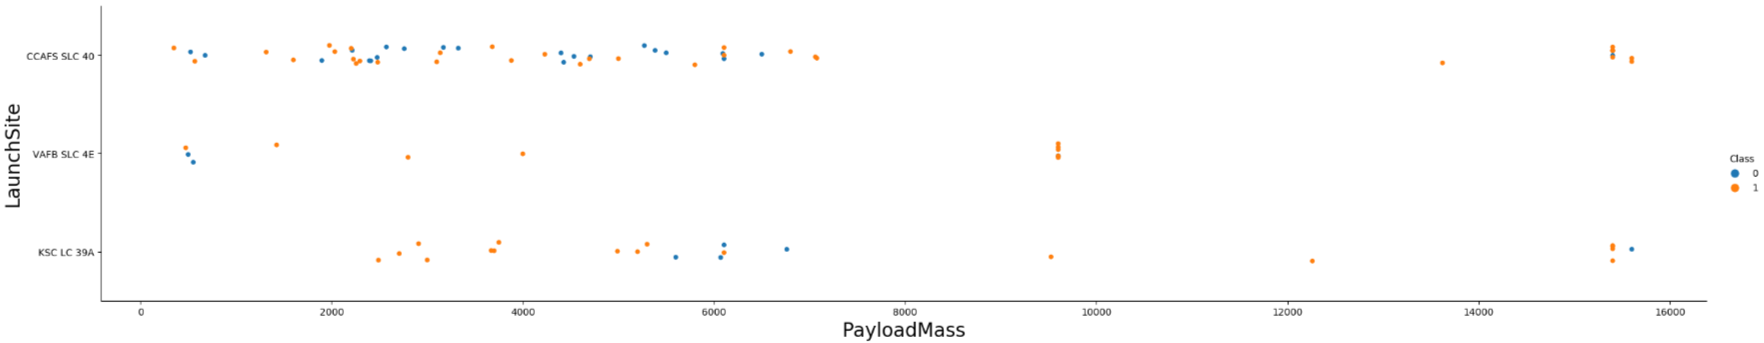 LaunchSite
CCAFS SLC 40
VAFB SLC 4E
KSC LC 39A
0 2000 4000 6000 8000 10000 12000 14000 16000
PayloadMass
Class
0
1